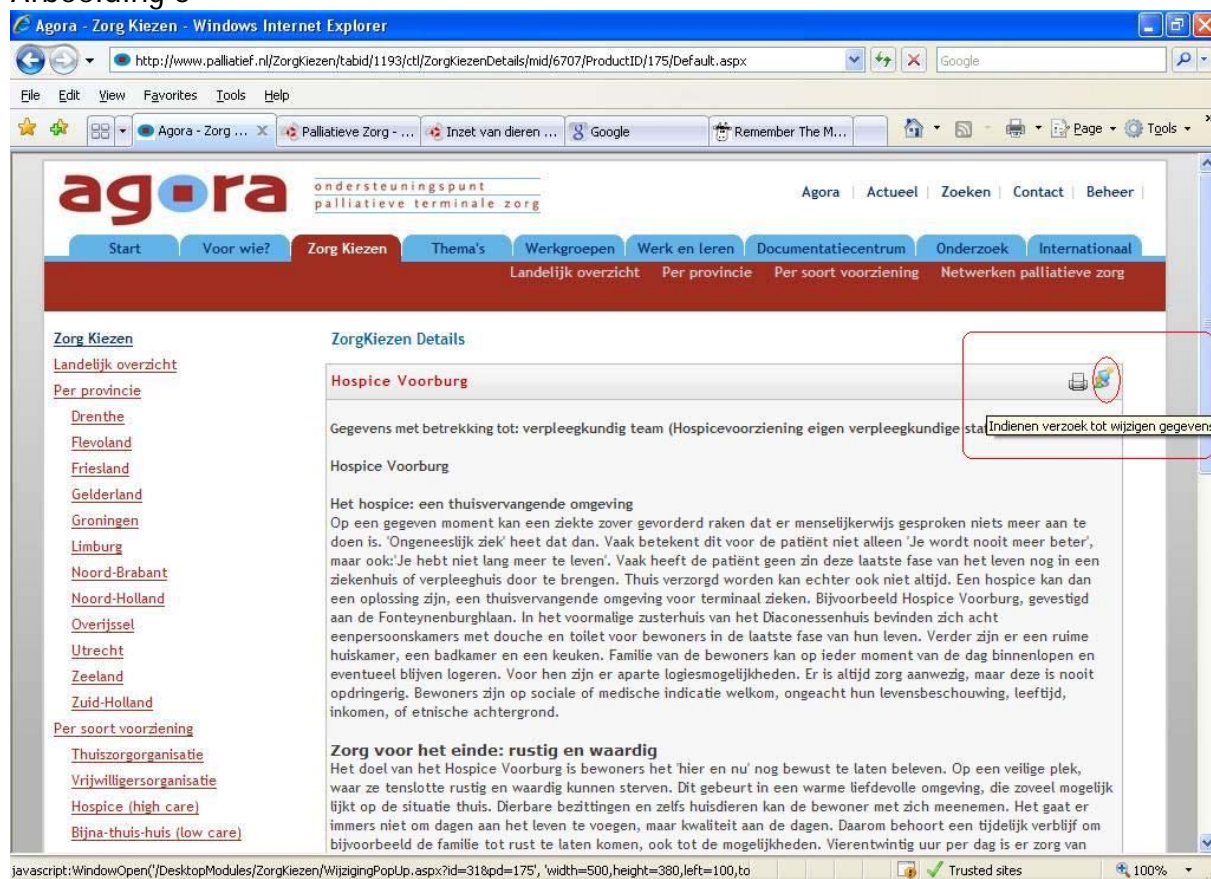 Afbeelding 3
Agora - Zorg Kiezen - Windows Internet Explorer
http://www.palliatief.nl/ZorgKiezen/tabid/1193/ctl/ZorgKiezenDetails/mid/6707/ProductID/175/Default.aspx
Google
File Edit View Favorites Tools Help
Agora - Zorg ... Palliatieve Zorg - ... Inzet van dieren ... Google Remember The M... Page Tools
agora
ondersteuningspunt
palliatieve terminale zorg
Agora | Actueel | Zoeken | Contact | Beheer |
Start Voor wie? Zorg Kiezen Thema's Werkgroepen Werk en leren Documentatiecentrum Onderzoek Internationaal
Landelijk overzicht Per provincie Per soort voorziening Netwerken palliatieve zorg
Zorg Kiezen
Landelijk overzicht
Per provincie
Drenthe
Flevoland
Friesland
Gelderland
Groningen
Limburg
Noord-Brabant
Noord-Holland
Overijssel
Utrecht
Zeeland
Zuid-Holland
Per soort voorziening
Thuiszorgorganisatie
Vrijwilligersorganisatie
Hospice (high care)
Bijna-thuis-huis (low care)
ZorgKiezen Details
Hospice Voorburg
Gegevens met betrekking tot: verpleegkundig team (Hospicevoorziening eigen verpleegkundige
Indienen verzoek tot wijzigen gegevens
Hospice Voorburg
Het hospice: een thuisvervangende omgeving
Op een gegeven moment kan een ziekte zover gevorderd raken dat er menselijkerwijs gesproken niets meer aan te
doen is. 'Ongeneeslijk ziek' heet dat dan. Vaak betekent dit voor de patiënt niet alleen 'Je wordt nooit meer beter',
maar ook:'Je hebt niet lang meer te leven'. Vaak heeft de patiënt geen zin deze laatste fase van het leven nog in een
ziekenhuis of verpleeghuis door te brengen. Thuis verzorgd worden kan echter ook niet altijd. Een hospice kan dan
een oplossing zijn, een thuisvervangende omgeving voor terminaal zieken. Bijvoorbeeld Hospice Voorburg, gevestigd
aan de Fonteynenburghlaan. In het voormalige zusterhuis van het Diaconessenhuis bevinden zich acht
eenpersoonskamers met douche en toilet voor bewoners in de laatste fase van hun leven. Verder zijn er een ruime
huiskamer, een badkamer en een keuken. Familie van de bewoners kan op ieder moment van de dag binnenlopen en
eventueel blijven logeren. Voor hen zijn er aparte logiesmogelijkheden. Er is altijd zorg aanwezig, maar deze is nooit
opdringerig. Bewoners zijn op sociale of medische indicatie welkom, ongeacht hun levensbeschouwing, leeftijd,
inkomen, of etnische achtergrond.
Zorg voor het einde: rustig en waardig
Het doel van het Hospice Voorburg is bewoners het 'hier en nu' nog bewust te laten beleven. Op een veilige plek,
waar ze tenslotte rustig en waardig kunnen sterven. Dit gebeurt in een warme liefdevolle omgeving, die zoveel mogelijk
lijkt op de situatie thuis. Dierbare bezittingen en zelfs huisdieren kan de bewoner met zich meenemen. Het gaat er
immers niet om dagen aan het leven te voegen, maar kwaliteit aan de dagen. Daarom behoort een tijdelijk verblijf om
bijvoorbeeld de familie tot rust te laten komen, ook tot de mogelijkheden. Vierentwintig uur per dag is er zorg van
javascript:WindowOpen('/DesktopModules/ZorgKiezen/WijzigingPopUp.aspx?id=31&pd=175', 'width=500,height=380,left=100,to
Trusted sites 100%